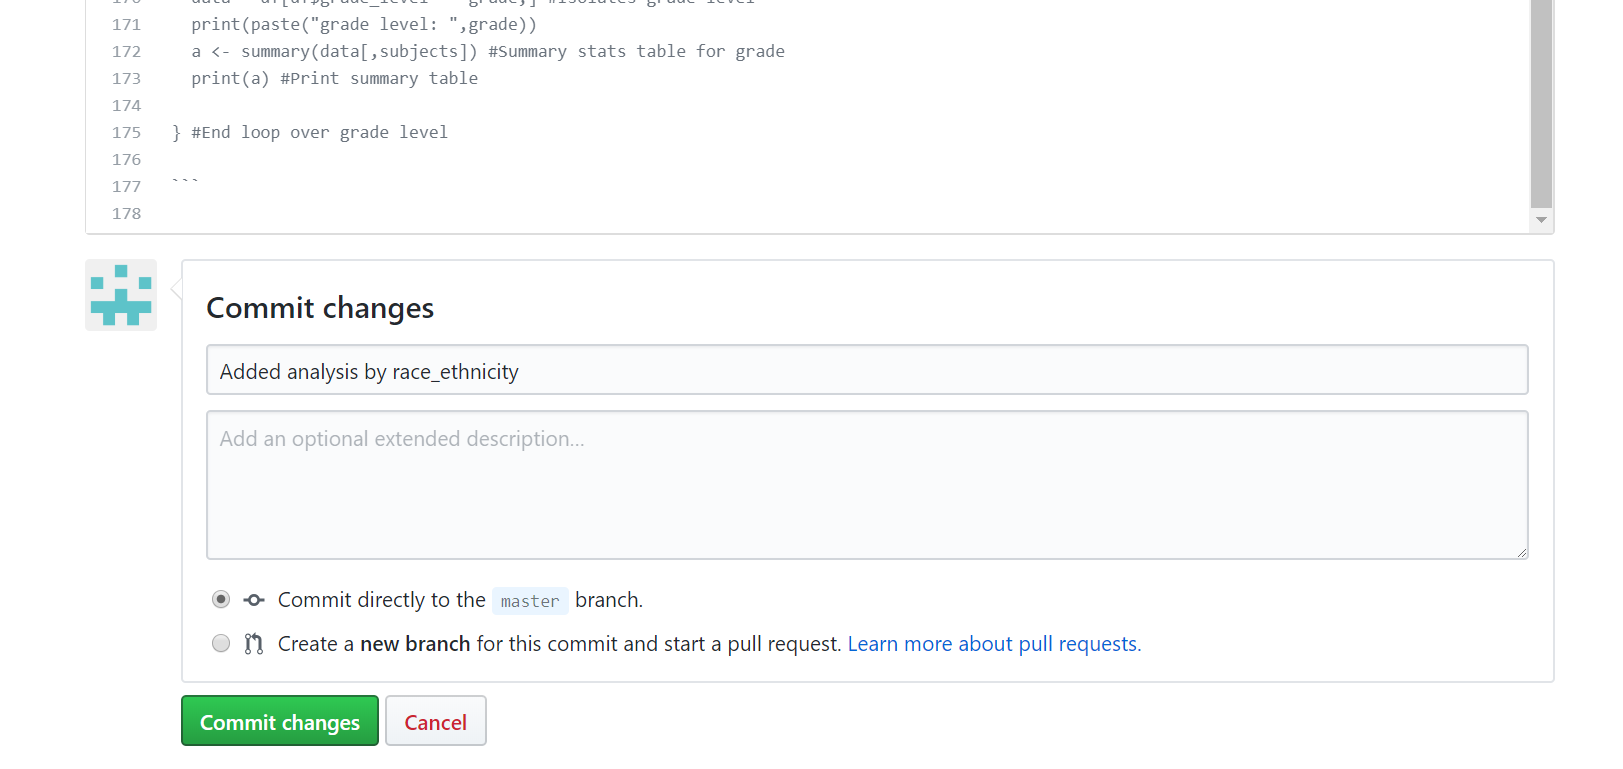 171 print(paste("grade level: ",grade))
172 a <- summary(data[,subjects]) #Summary stats table for grade
173 print(a) #Print summary table
174
175 } #End loop over grade level
176
177 ```
178
Commit changes
Added analysis by race_ethnicity
Add an optional extended description...
Commit directly to the master branch.
Create a new branch for this commit and start a pull request. Learn more about pull requests.
Commit changes Cancel